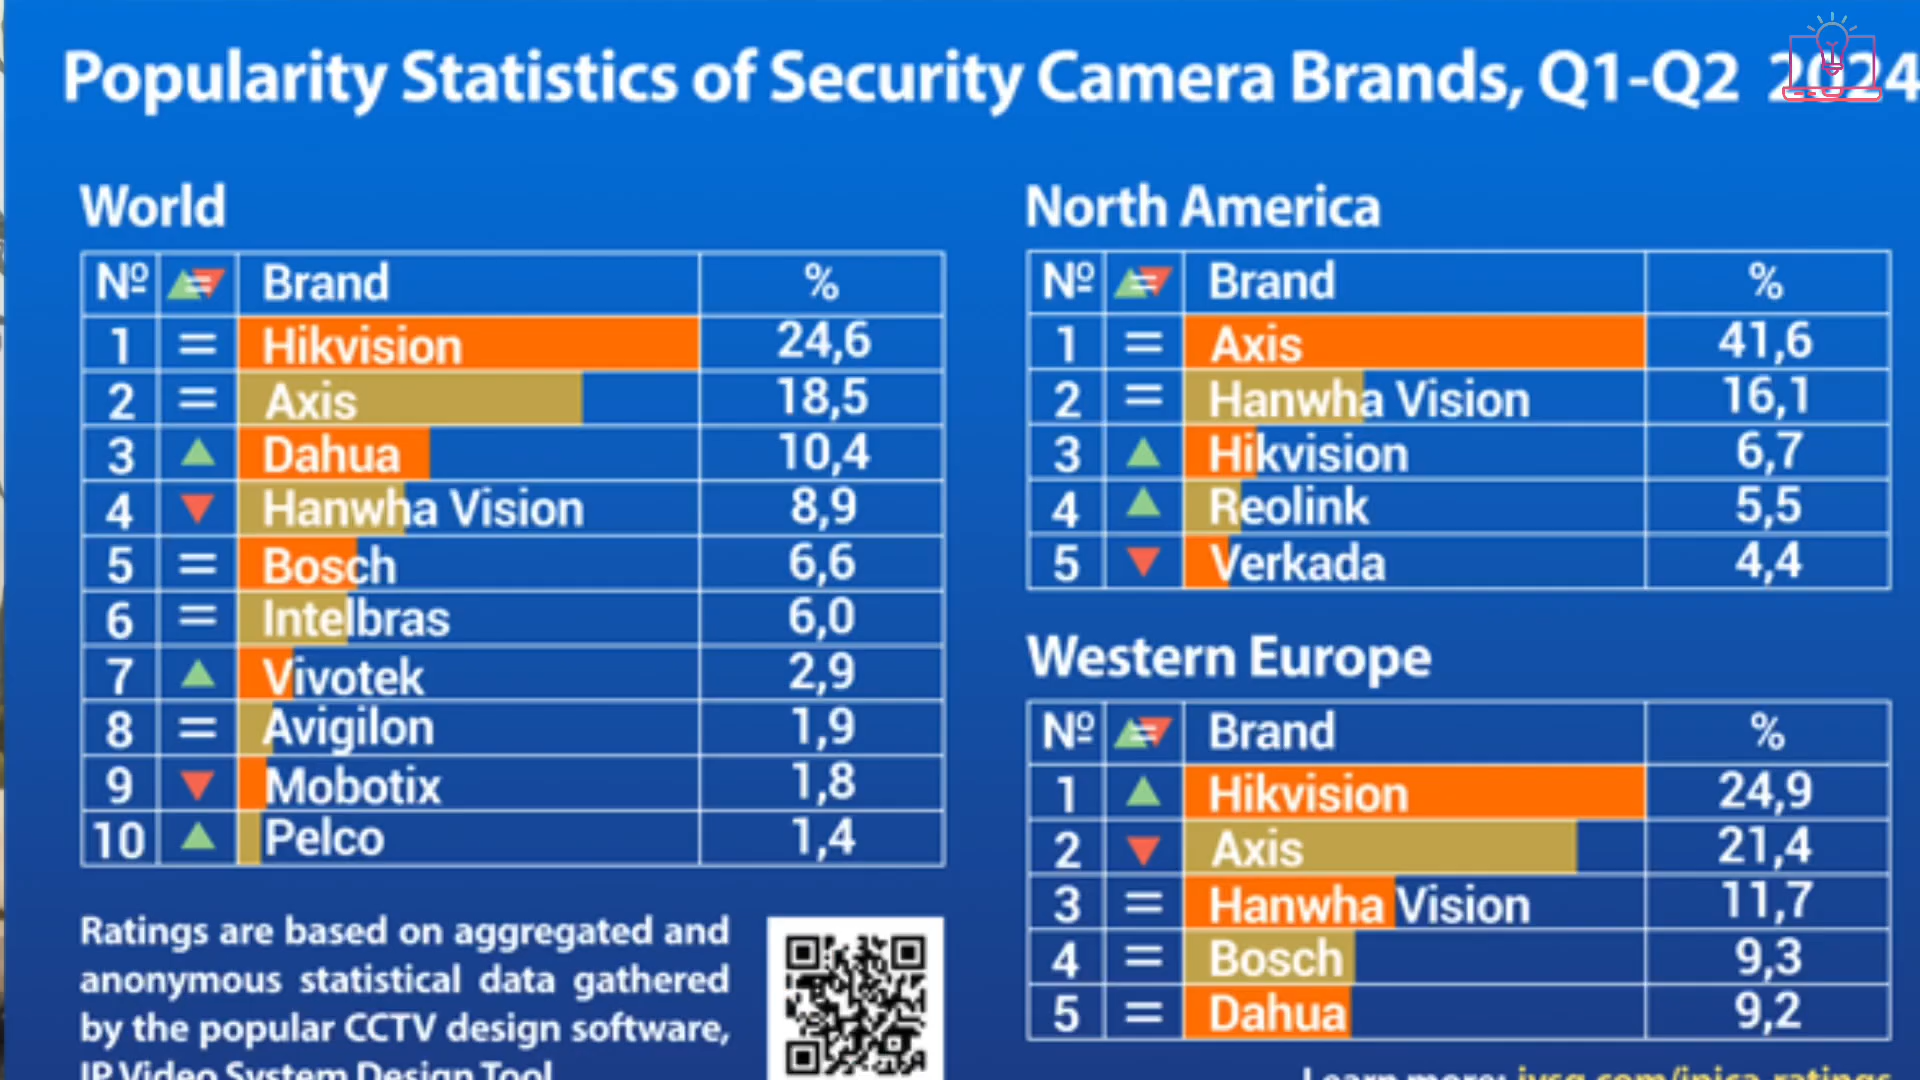 Popularity Statistics of Security Camera Brands, Q1-Q2 2024
World
Nº Brand %
1 = Hikvision 24,6
2 = Axis 18,5
3 Dahua 10,4
4 Hanwha Vision 8,9
5 = Bosch 6,6
6 = Intelbras 6,0
7 Vivotek 2,9
8 = Avigilon 1,9
9 Mobotix 1,8
10 Pelco 1,4
Ratings are based on aggregated and
anonymous statistical data gathered
by the popular CCTV design software,
IP Video System Design Tool
North America
Nº Brand %
1 = Axis 41,6
2 = Hanwha Vision 16,1
3 Hikvision 6,7
4 Reolink 5,5
5 Verkada 4,4
Western Europe
Nº Brand %
1 Hikvision 24,9
2 Axis 21,4
3 = Hanwha Vision 11,7
4 = Bosch 9,3
5 = Dahua 9,2
Learn more: jvsg.com/ipica-ratings